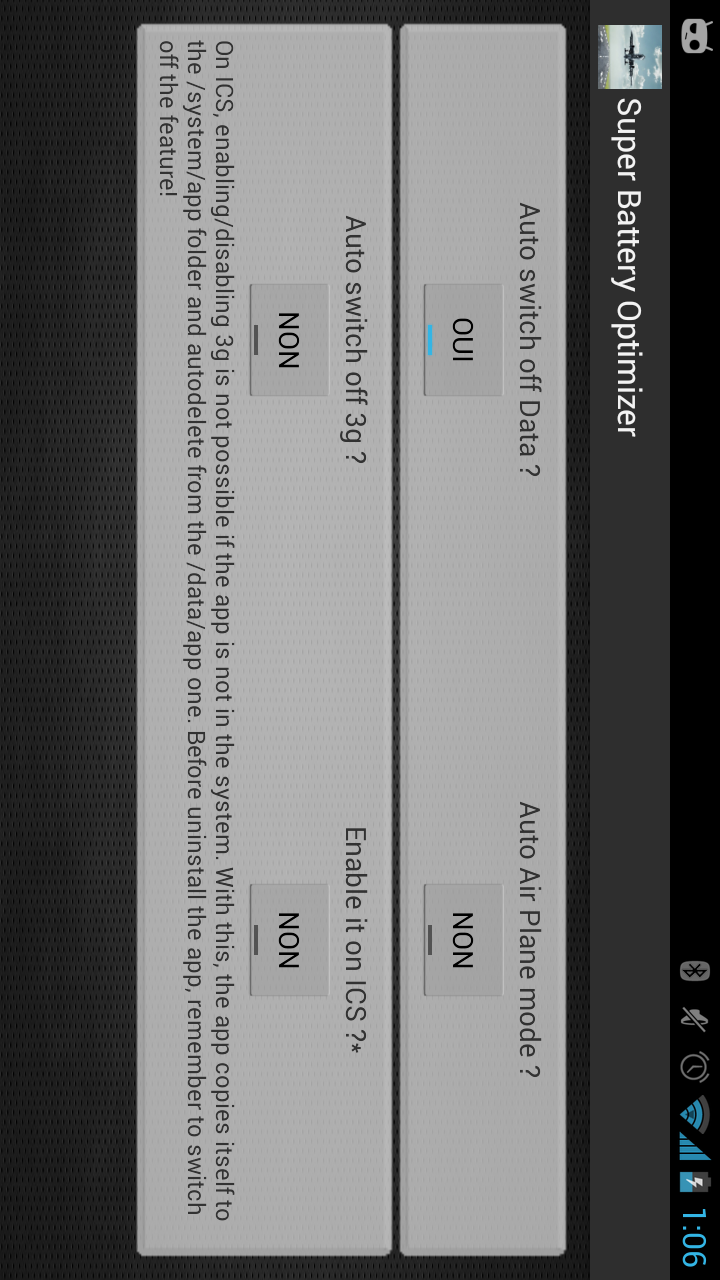 1:06
Super Battery Optimizer
Auto switch off Data ?
Auto Air Plane mode ?
OUI
NON
Auto switch off 3g ?
Enable it on ICS ?*
NON
NON
On ICS, enabling/disabling 3g is not possible if the app is not in the system. With this, the app copies itself to
the /system/app folder and autodelete from the /data/app one. Before uninstall the app, remember to switch
off the feature!